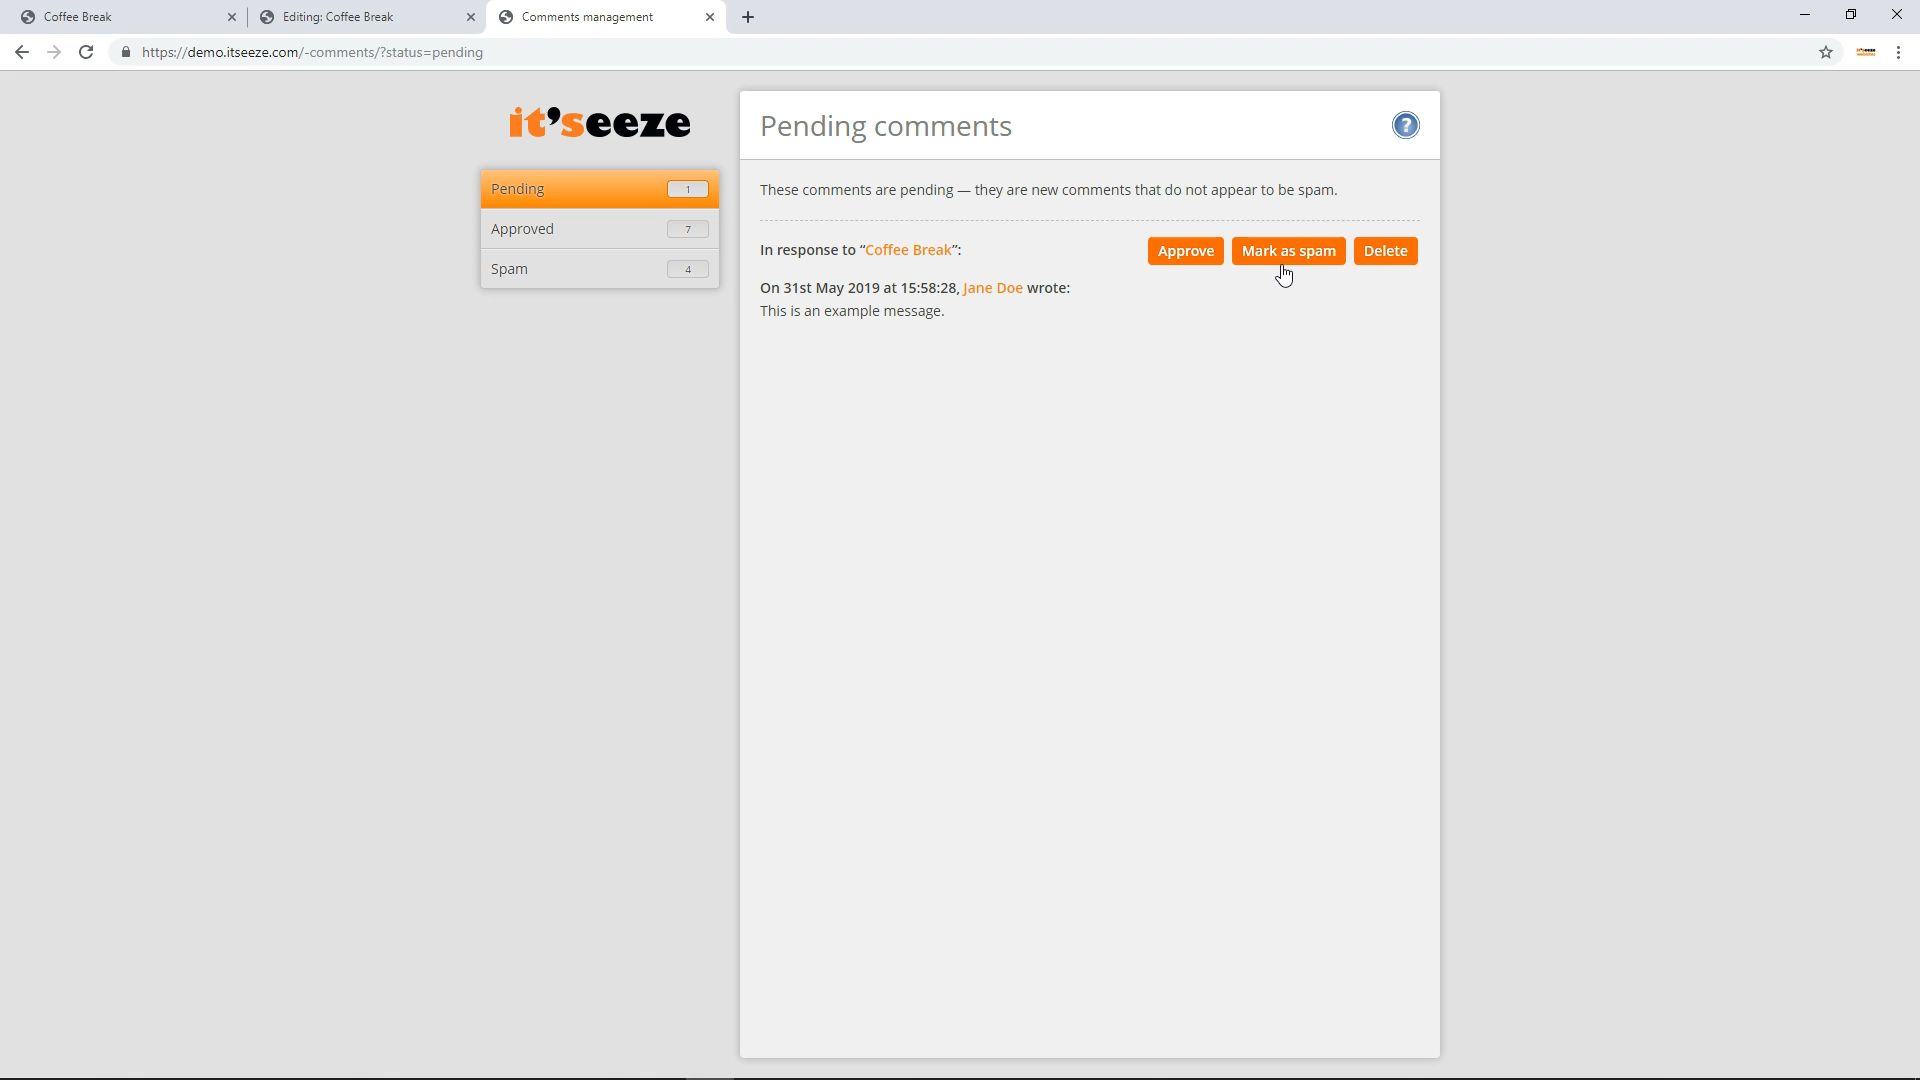 Coffee Break
Editing: Coffee Break
Comments management
https://demo.itseeze.com/-comments/?status=pending
it'seeze
it'seeze
Pending comments
?
Pending 1
Approved 7
Spam 4
These comments are pending — they are new comments that do not appear to be spam.
In response to “Coffee Break”:
Approve
Mark as spam
Delete
On 31st May 2019 at 15:58:28, Jane Doe wrote:
This is an example message.